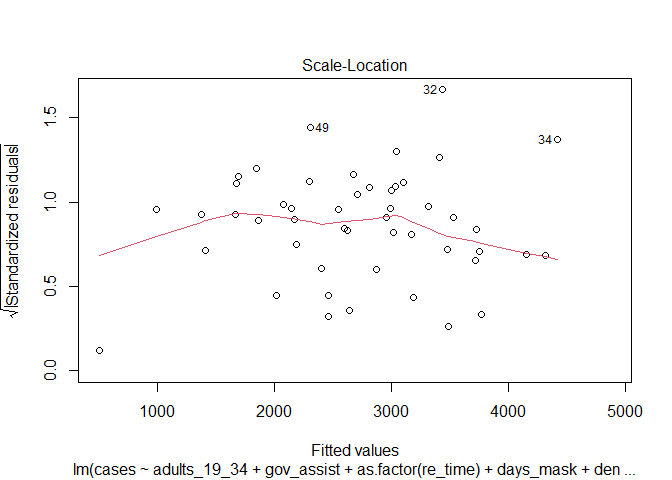 Scale-Location
√|Standardized residuals|
0.0 0.5 1.0 1.5
32
49
34
1000 2000 3000 4000 5000
Fitted values
lm(cases ~ adults_19_34 + gov_assist + as.factor(re_time) + days_mask + den ...